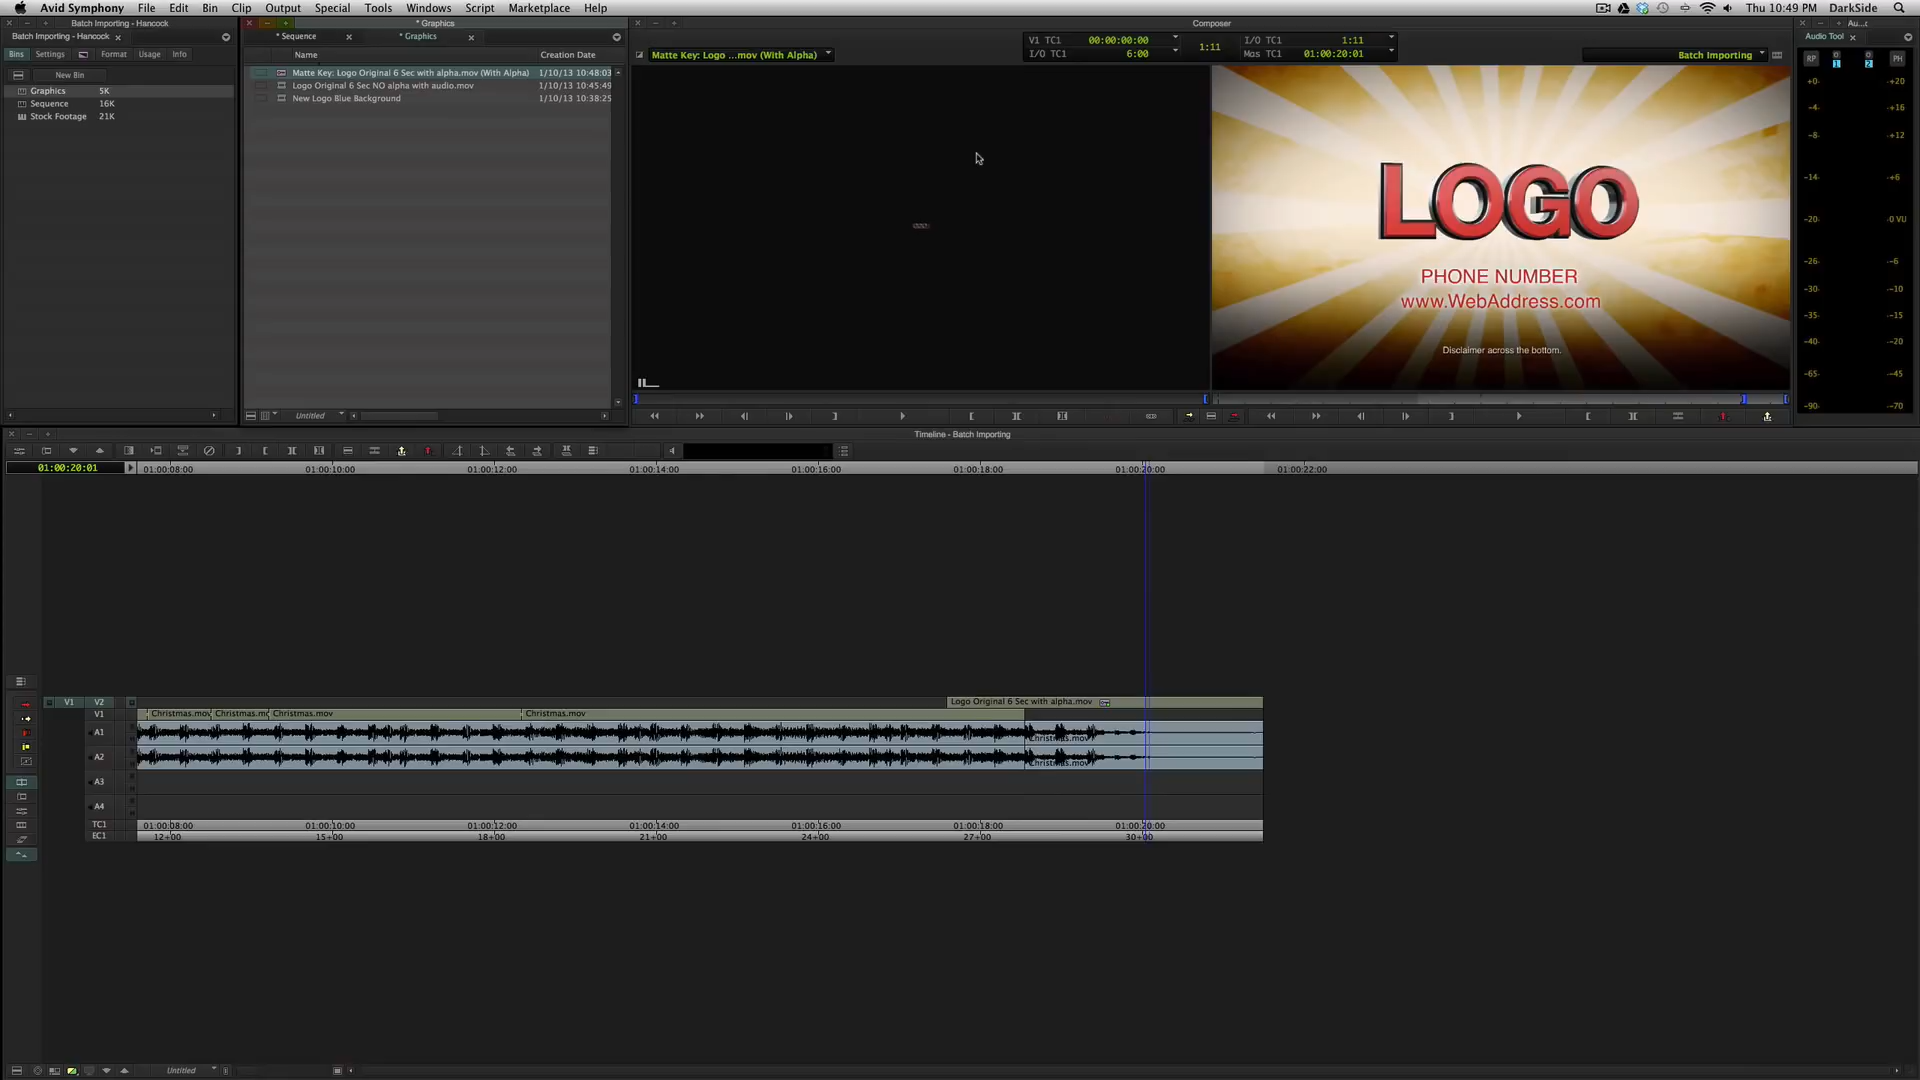 Avid Symphony File Edit Bin Clip Output Special Tools Windows Script Marketplace Help Thu 10:49 PM DarkSide
Batch Importing - Hancock * Graphics Composer Au...
Batch Importing - Hancock * Sequence * Graphics Audio Tool
Bins Settings Format Usage Info
Name Creation Date
New Bin
Graphics 5K
Sequence 16K
Stock Footage 21K
Matte Key: Logo Original 6 Sec with alpha.mov (With Alpha) 1/10/13 10:48:03
Logo Original 6 Sec NO alpha with audio.mov 1/10/13 10:45:49
New Logo Blue Background 1/10/13 10:38:25
Untitled
Matte Key: Logo ...mov (With Alpha)
V1 TC1 00:00:00:00
I/O TC1 6:00
1:11
I/O TC1 1:11
Mas TC1 01:00:20:01
Batch Importing
RP 1 2 PH
LOGO
PHONE NUMBER
www.WebAddress.com
Disclaimer across the bottom.
+0 +20
-4 +16
-8 +12
-14 +6
-20 -0 VU
-26 -6
-30 -10
-35 -15
-40 -20
-65 -45
-90 -70
Timeline - Batch Importing
01:00:20:01 01:00:08:00 01:00:10:00 01:00:12:00 01:00:14:00 01:00:16:00 01:00:18:00 01:00:20:00 01:00:22:00
V1 V2 Logo Original 6 Sec with alpha.mov
V1 Christmas.mov Christmas.mo Christmas.mov Christmas.mov
A1 Christmas.mov
A2 Christmas.mov
A3
A4
TC1 01:00:08:00 01:00:10:00 01:00:12:00 01:00:14:00 01:00:16:00 01:00:18:00 01:00:20:00
EC1 12+00 15+00 18+00 21+00 24+00 27+00 30+00
Untitled